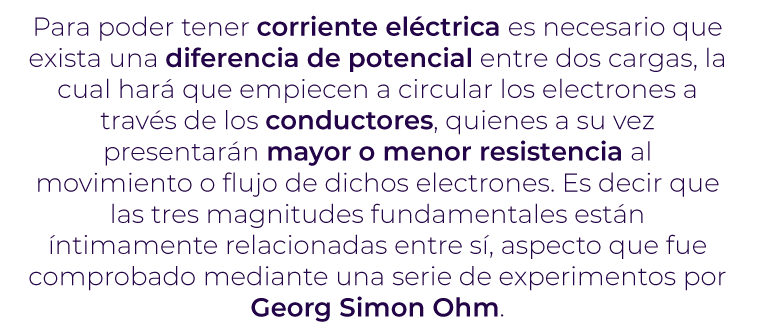 Para poder tener corriente eléctrica es necesario que
exista una diferencia de potencial entre dos cargas, la
cual hará que empiecen a circular los electrones a
través de los conductores, quienes a su vez
presentarán mayor o menor resistencia al
movimiento o flujo de dichos electrones. Es decir que
las tres magnitudes fundamentales están
íntimamente relacionadas entre sí, aspecto que fue
comprobado mediante una serie de experimentos por
Georg Simon Ohm.